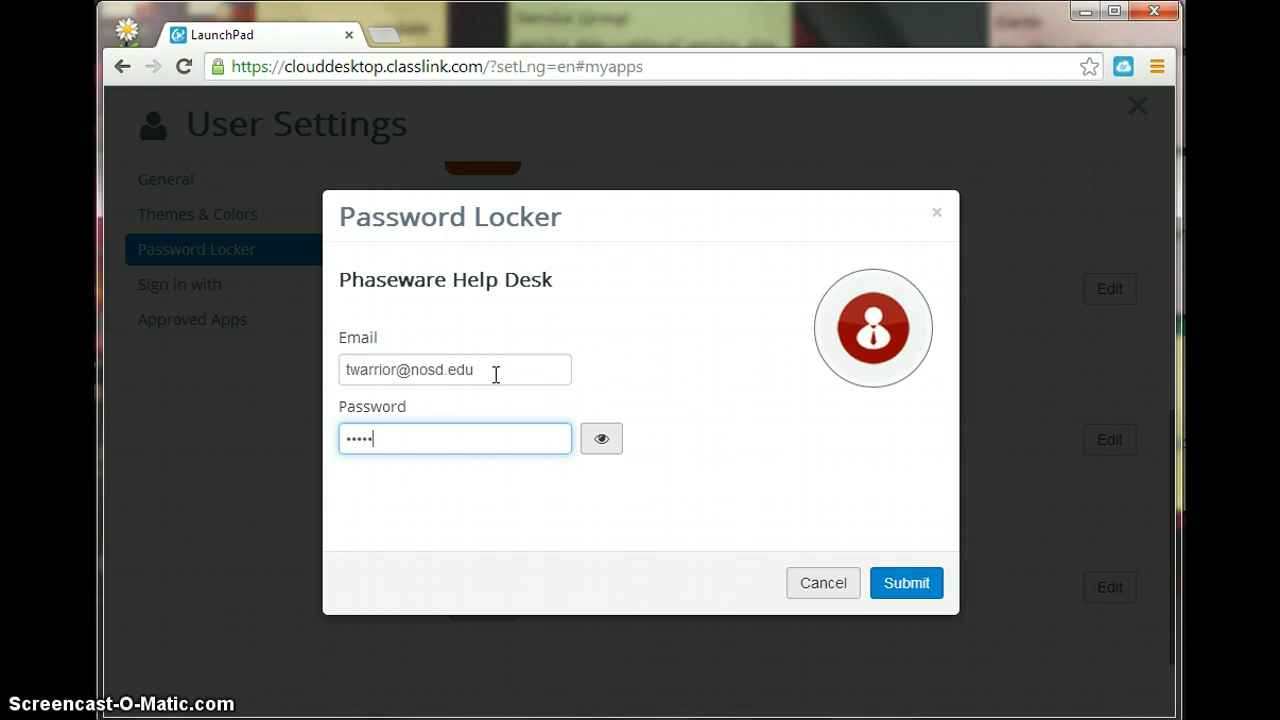 LaunchPad
https://clouddesktop.classlink.com/?setLng=en#myapps
User Settings
General
Themes & Colors
Password Locker
Sign in with
Approved Apps
Edit
Edit
Edit
Password Locker
Phaseware Help Desk
Email
twarrior@nosd.edu
Password
•••••
Cancel
Submit
Screencast-O-Matic.com